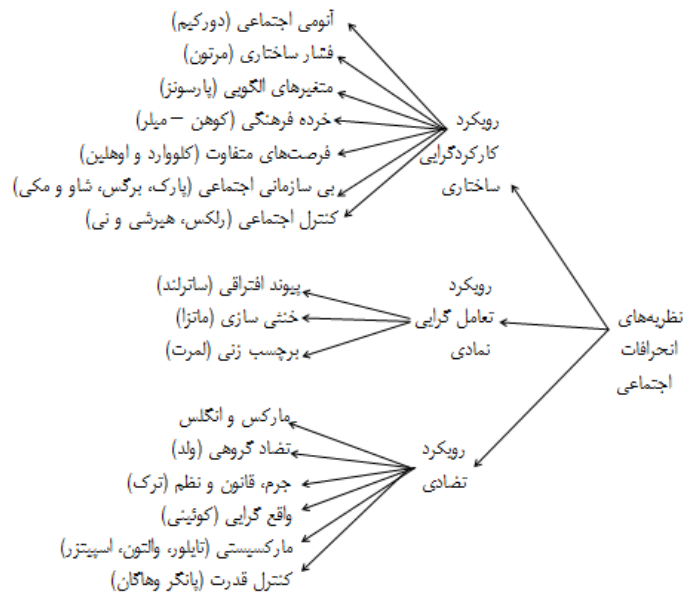 نظریه‌های
انحرافات
اجتماعی
رویکرد
کارکردگرایی
ساختاری
آنومی اجتماعی (دورکیم)
فشار ساختاری (مرتون)
متغیرهای الگویی (پارسونز)
خرده فرهنگی (کوهن – میلر)
فرصت‌های متفاوت (کلووارد و اوهلین)
بی سازمانی اجتماعی (پارک، برگس، شاو و مکی)
کنترل اجتماعی (رلکس، هیرشی و نی)
رویکرد
تعامل گرایی
نمادی
پیوند افتراقی (ساترلند)
خنثی سازی (ماتزا)
برچسب زنی (لمرت)
رویکرد
تضادی
مارکس و انگلس
تضاد گروهی (ولد)
جرم، قانون و نظم (ترک)
واقع گرایی (کوئینی)
مارکسیستی (تایلور، والتون، اسپیتزر)
کنترل قدرت (پانگر وهاگان)